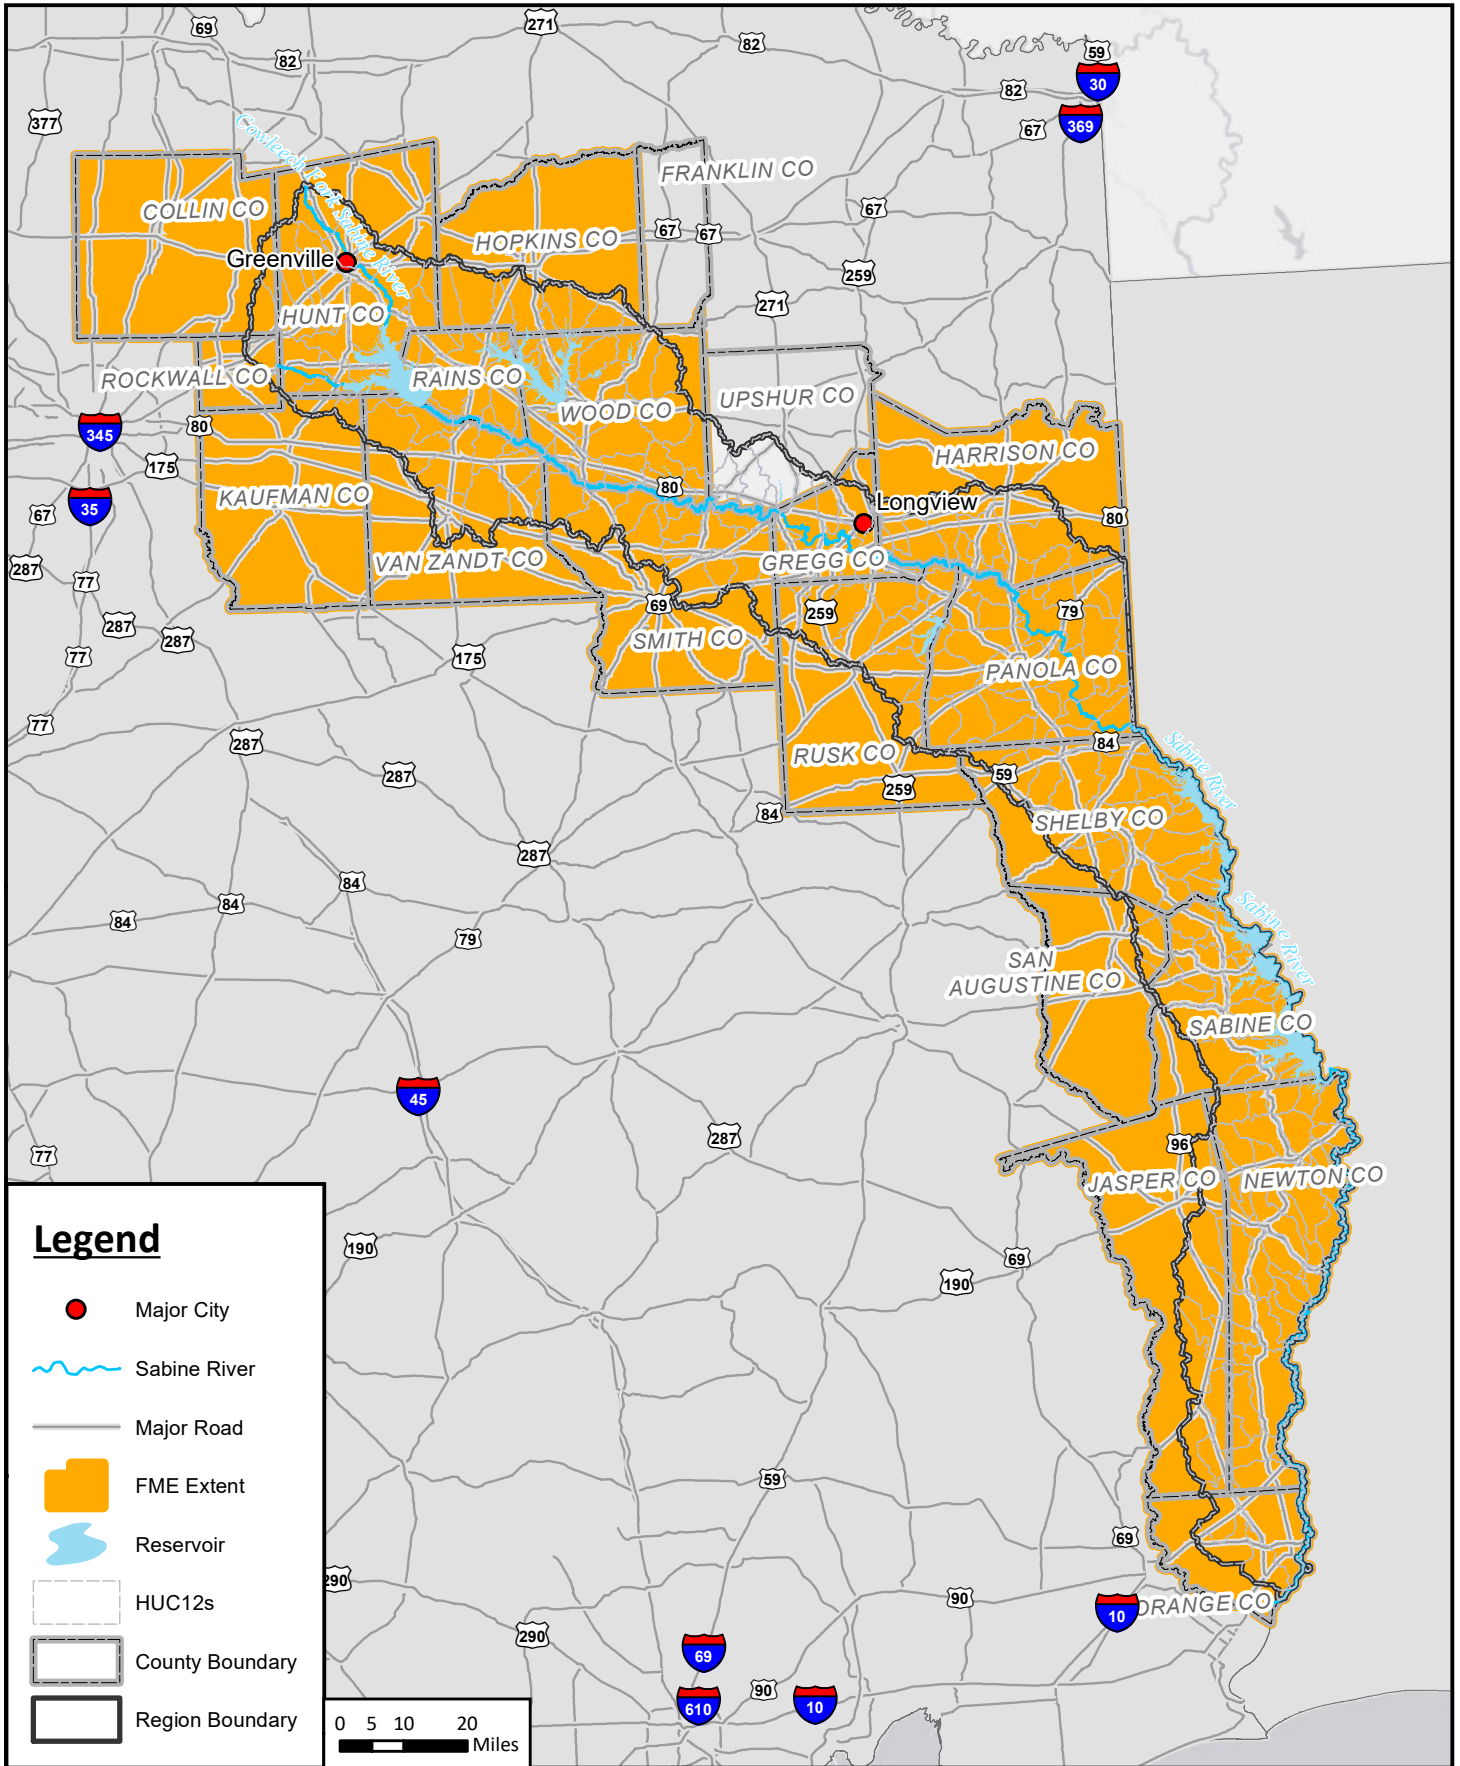 69
271
82
82
59
30
82
369
67
377
Cowleech Fork Sabine River
FRANKLIN CO
COLLIN CO
67
HOPKINS CO
67
67
Greenville
259
271
HUNT CO
ROCKWALL CO
RAINS CO
UPSHUR CO
WOOD CO
345
80
HARRISON CO
175
KAUFMAN CO
80
Longview
35
67
80
VAN ZANDT CO
GREGG CO
287
77
69
259
79
287
287
SMITH CO
77
175
PANOLA CO
77
287
84
Sabine River
RUSK CO
287
59
259
84
SHELBY CO
287
84
84
84
Sabine River
79
SAN
AUGUSTINE CO
SABINE CO
45
287
96
77
JASPER CO
NEWTON CO
190
69
190
59
69
290
90
10
ORANGE CO
290
69
90
610
10
Legend
Major City
Sabine River
Major Road
FME Extent
Reservoir
HUC12s
County Boundary
Region Boundary
0 5 10 20
Miles